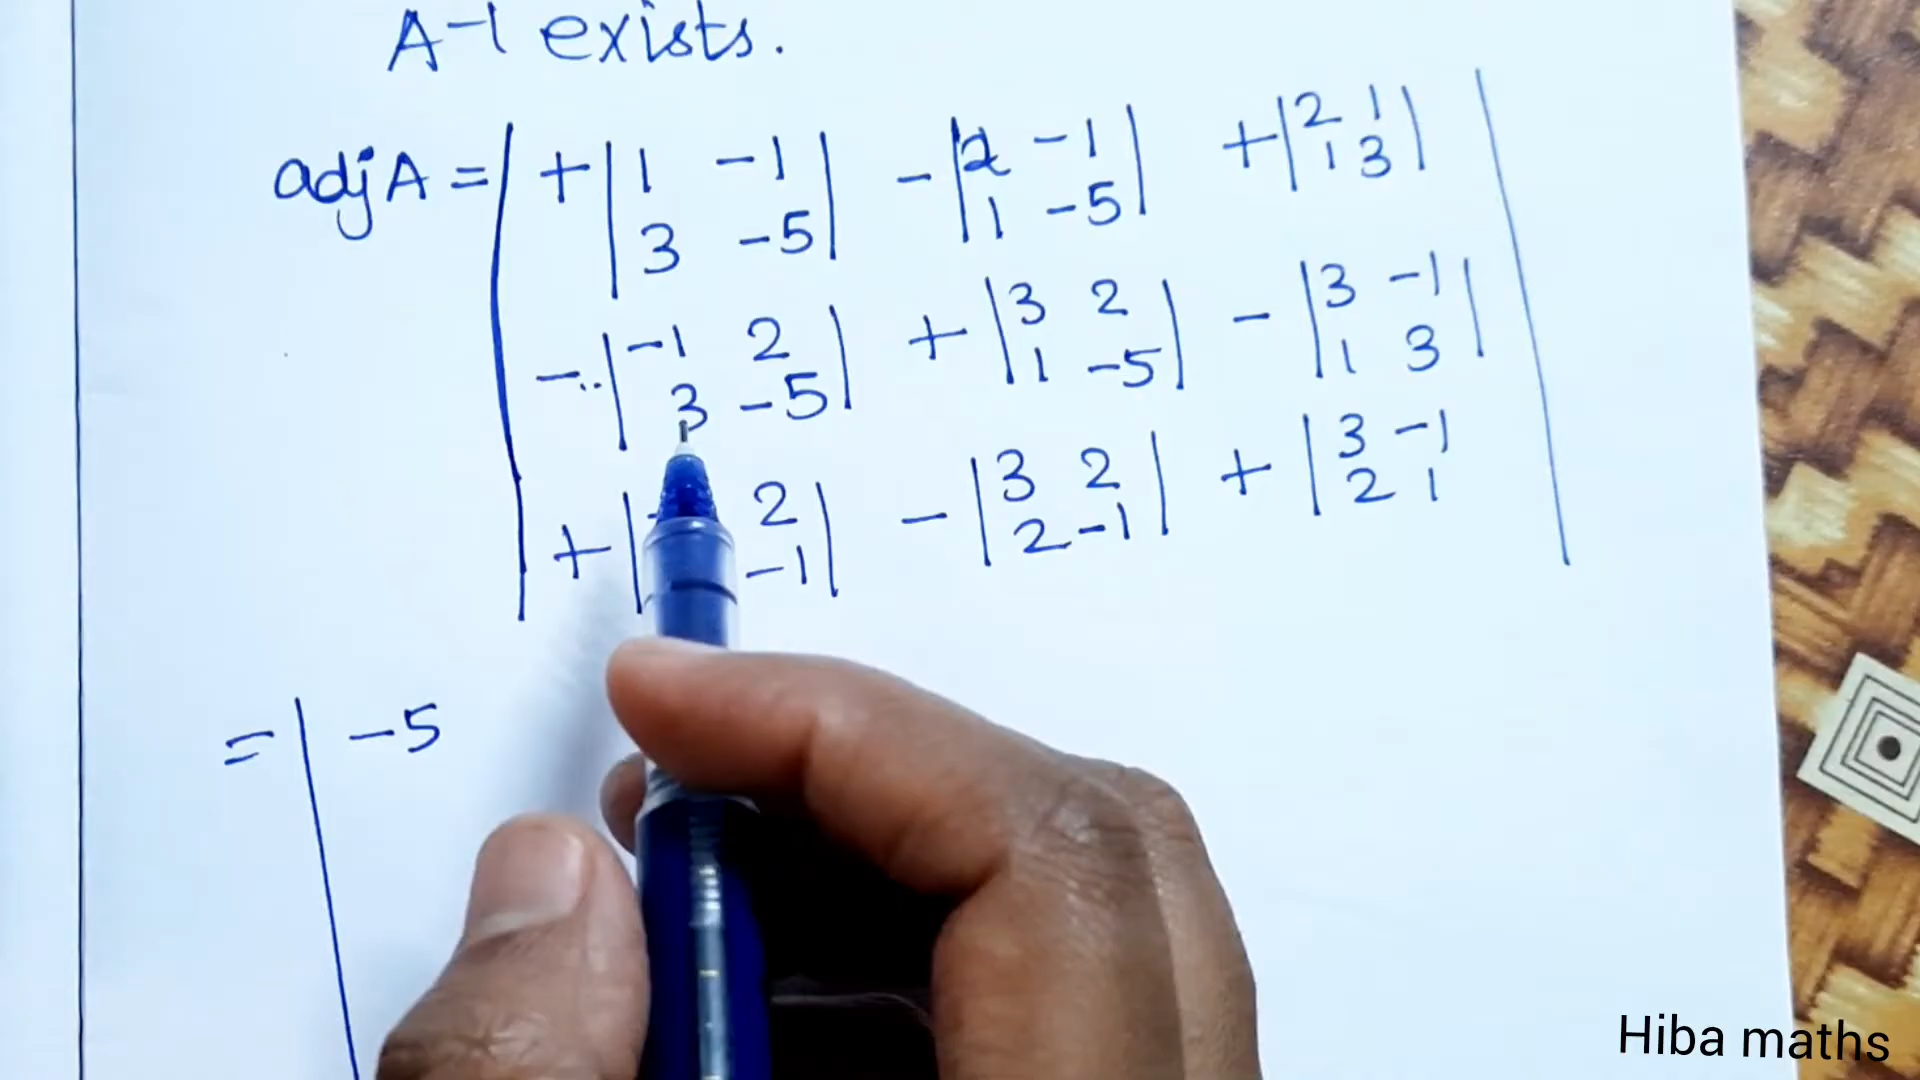 A-1 exists.
adj A = | + | 1 -1 | - | 2 -1 | + | 2 1 | |
3 -5 1 -5 1 3
- | -1 2 | + | 3 2 | - | 3 -1 |
3 -5 1 -5 1 3
+ | 2 | - | 3 2 | + | 3 -1
-1 2 -1 2 1
= | -5
Hiba maths